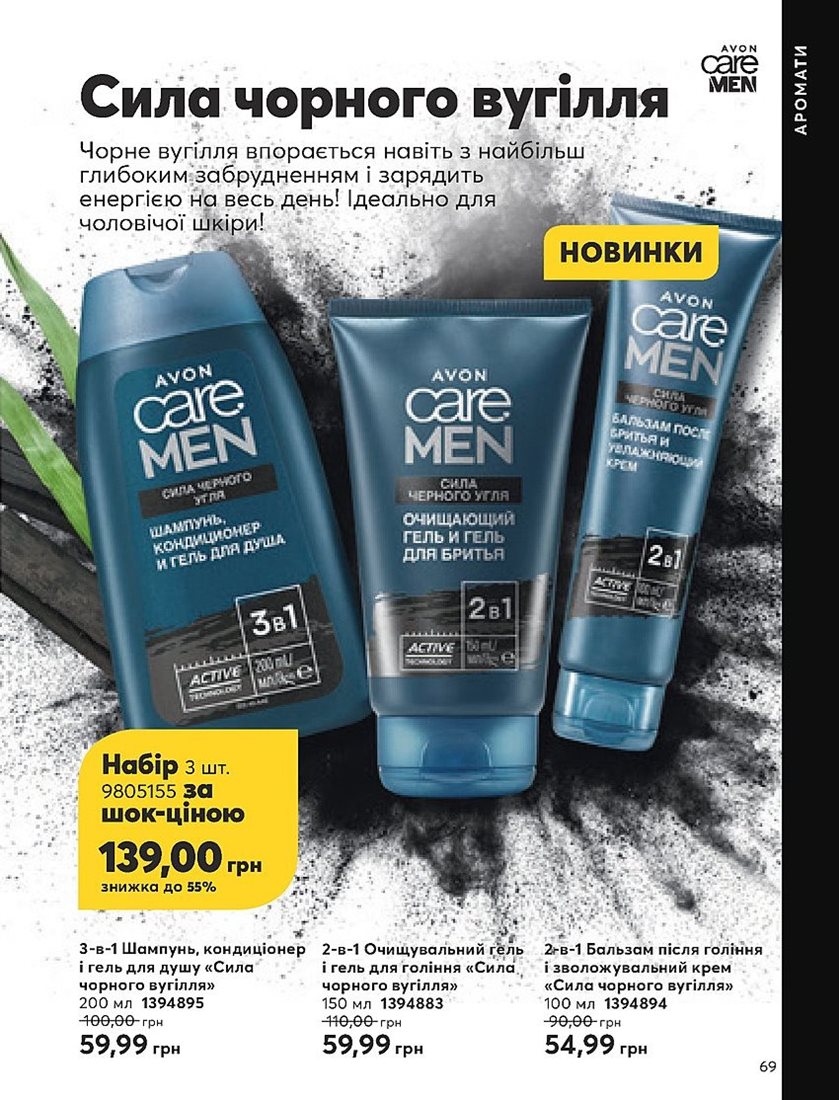 AVON
care
MEN
АРОМАТИ
Сила чорного вугілля
Чорне вугілля впорається навіть з найбільш
глибоким забрудненням і зарядить
енергією на весь день! Ідеально для
чоловічої шкіри!
НОВИНКИ
AVON
care
MEN
СИЛА ЧЕРНОГО
УГЛЯ
ШАМПУНЬ,
КОНДИЦИОНЕР
И ГЕЛЬ ДЛЯ ДУША
3в1
ACTIVE
TECHNOLOGY
200 mL/
AVON
care
MEN
СИЛА
ЧЕРНОГО УГЛЯ
ОЧИЩАЮЩИЙ
ГЕЛЬ И ГЕЛЬ
ДЛЯ БРИТЬЯ
2в1
ACTIVE
TECHNOLOGY
150 mL/
AVON
care
MEN
СИЛА
ЧЕРНОГО УГЛЯ
БАЛЬЗАМ ПОСЛЕ
БРИТЬЯ И
УВЛАЖНЯЮЩИЙ
КРЕМ
2в1
ACTIVE
TECHNOLOGY
100 mL/
Набір 3 шт.
9805155 за
шок-ціною
139,00 грн
знижка до 55%
3-в-1 Шампунь, кондиціонер
і гель для душу «Сила
чорного вугілля»
200 мл 1394895
100,00 грн
59,99 грн
2-в-1 Очищувальний гель
і гель для гоління «Сила
чорного вугілля»
150 мл 1394883
110,00 грн
59,99 грн
2-в-1 Бальзам після гоління
і зволожувальний крем
«Сила чорного вугілля»
100 мл 1394894
90,00 грн
54,99 грн
69